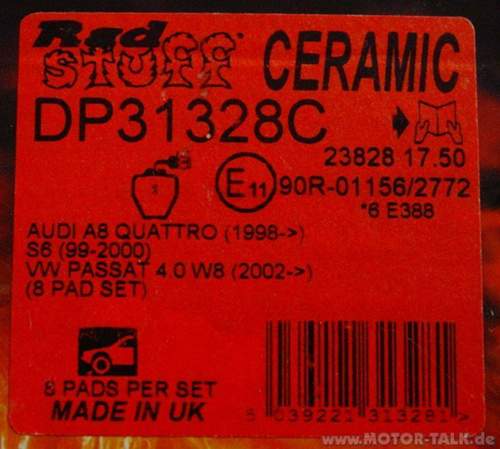 Red
STUFF CERAMIC
DP31328C
23828 17.50
E11 90R-01156/2772
*6 E388
AUDI A8 QUATTRO (1998->)
S6 (99-2000)
VW PASSAT 4.0 W8 (2002->)
(8 PAD SET)
8 PADS PER SET
MADE IN UK
5 039221 313281 >
www.MOTOR-TALK.de